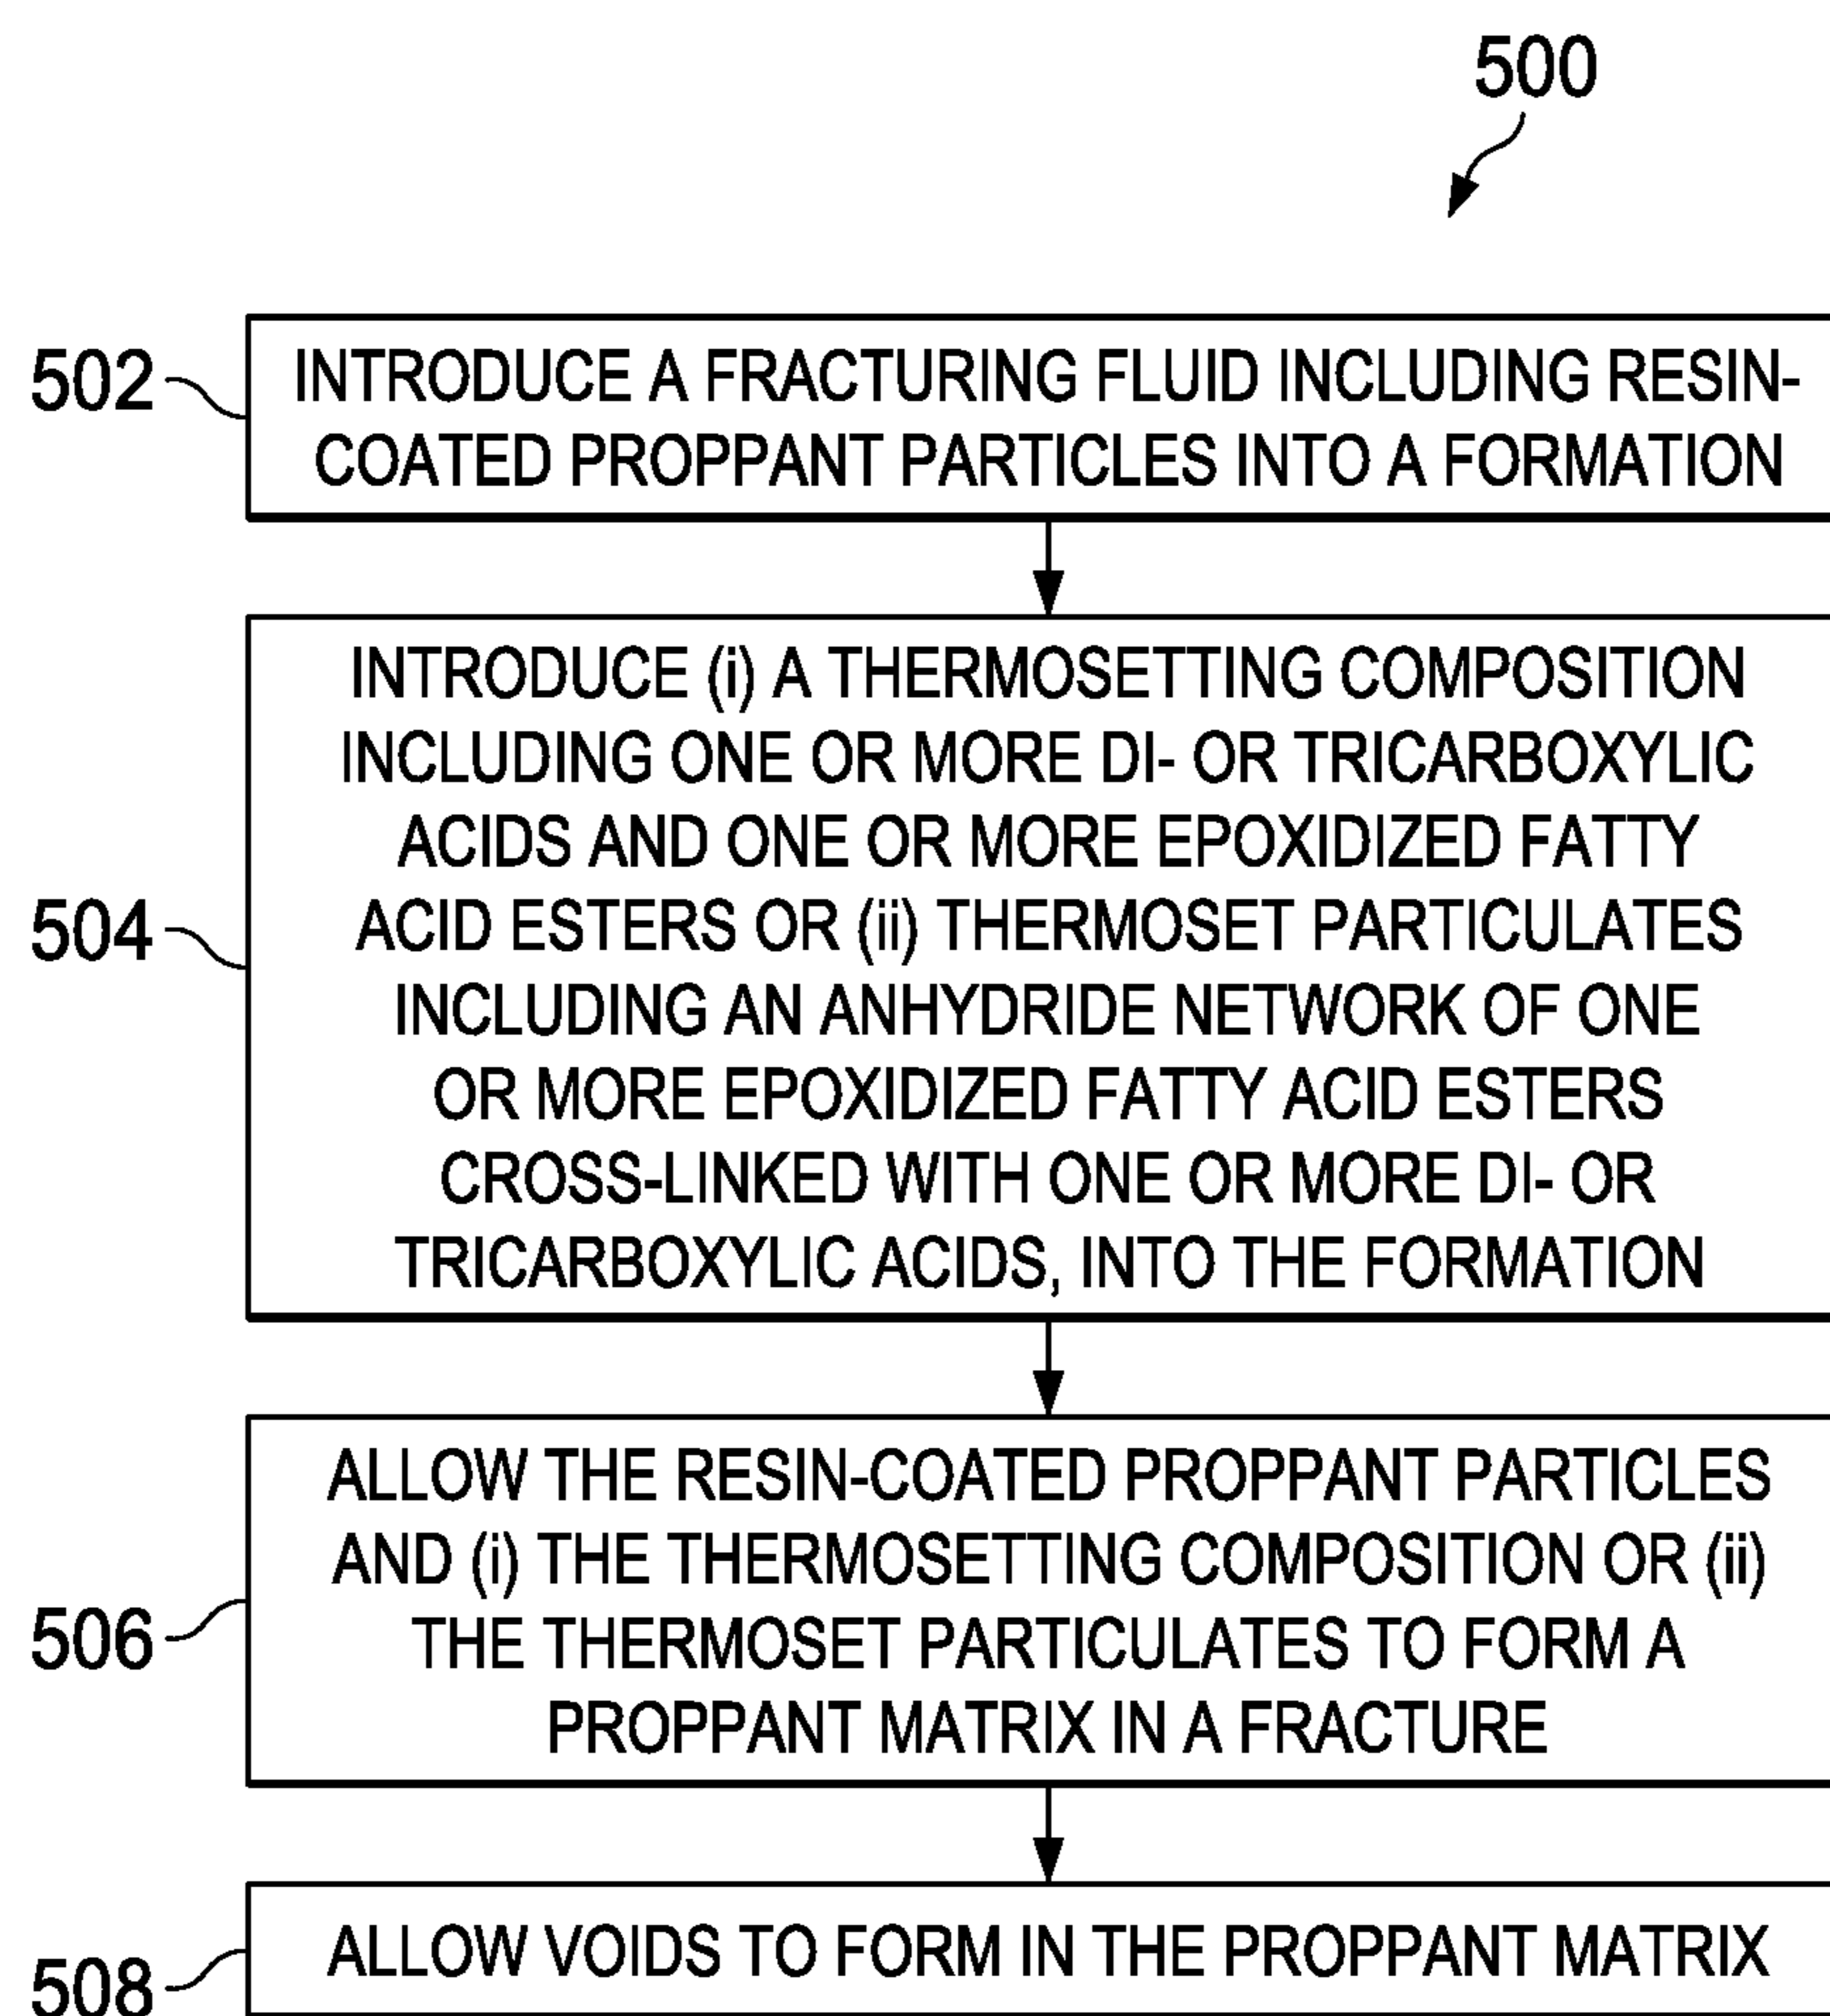 500
502
INTRODUCE A FRACTURING FLUID INCLUDING RESIN-
COATED PROPPANT PARTICLES INTO A FORMATION
504
INTRODUCE (i) A THERMOSETTING COMPOSITION
INCLUDING ONE OR MORE DI- OR TRICARBOXYLIC
ACIDS AND ONE OR MORE EPOXIDIZED FATTY
ACID ESTERS OR (ii) THERMOSET PARTICULATES
INCLUDING AN ANHYDRIDE NETWORK OF ONE
OR MORE EPOXIDIZED FATTY ACID ESTERS
CROSS-LINKED WITH ONE OR MORE DI- OR
TRICARBOXYLIC ACIDS, INTO THE FORMATION
506
ALLOW THE RESIN-COATED PROPPANT PARTICLES
AND (i) THE THERMOSETTING COMPOSITION OR (ii)
THE THERMOSET PARTICULATES TO FORM A
PROPPANT MATRIX IN A FRACTURE
508
ALLOW VOIDS TO FORM IN THE PROPPANT MATRIX